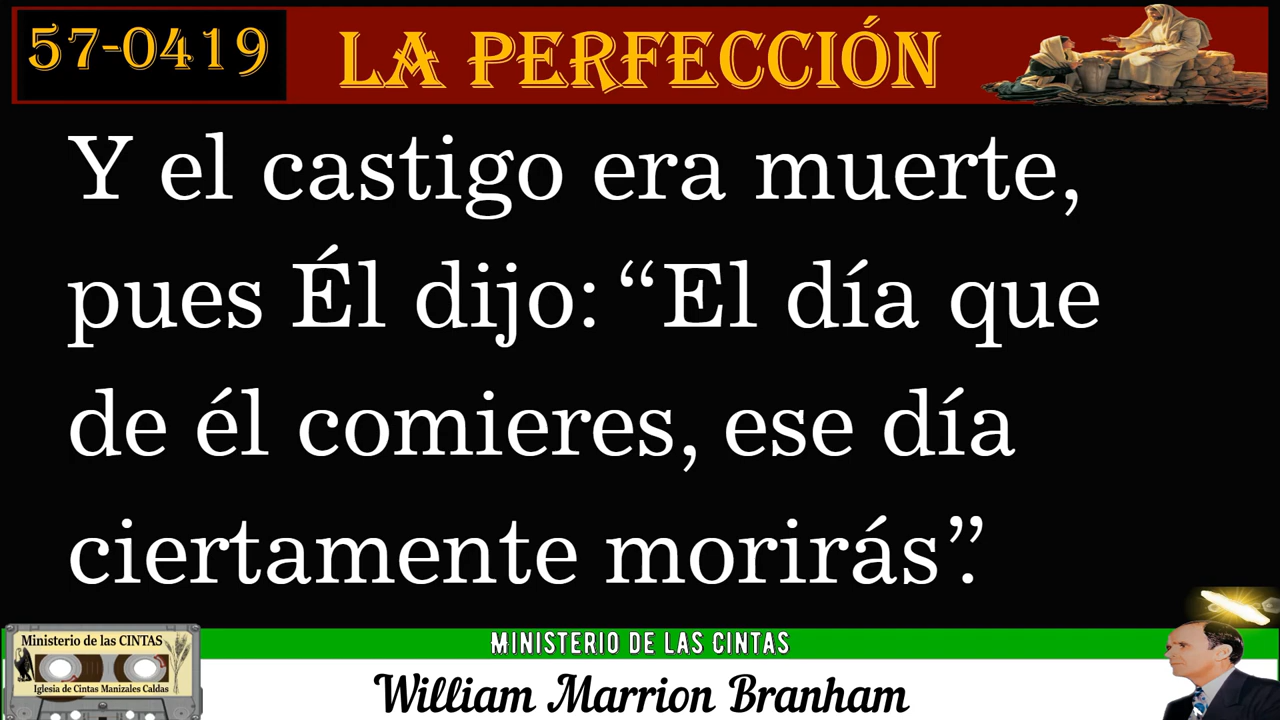 57-0419
LA PERFECCIÓN
Y el castigo era muerte,
pues Él dijo: “El día que
de él comieres, ese día
ciertamente morirás”.
Ministerio de las CINTAS
Iglesia de Cintas Manizales Caldas
MINISTERIO DE LAS CINTAS
William Marrion Branham